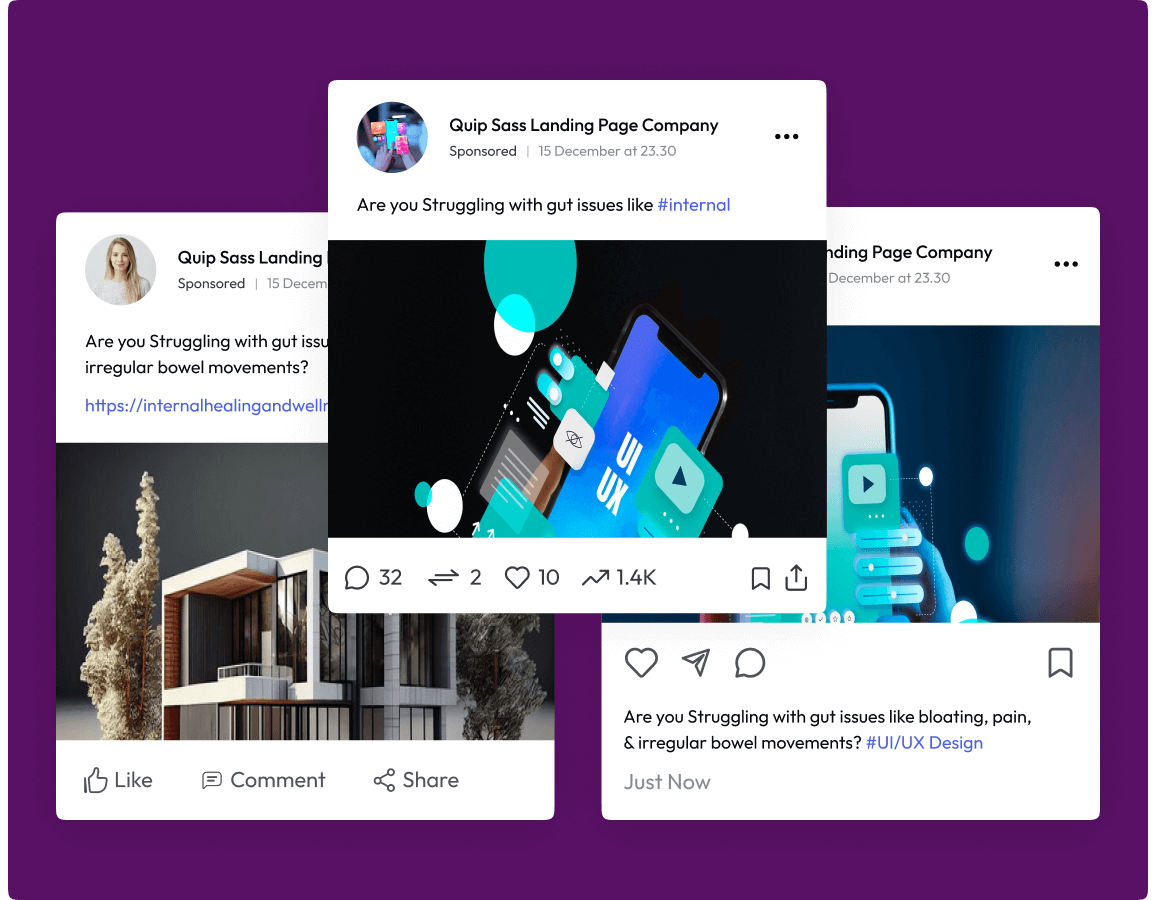 Quip Sass Landing Page Company
Sponsored | 15 December at 23.30
Are you Struggling with gut issues like #internal
UI
UX
32 2 10 1.4K
Quip Sass Landing
Sponsored | 15 Decem
Are you Struggling with gut issu
irregular bowel movements?
https://internalhealingandwelln
Like Comment Share
nding Page Company
December at 23.30
Are you Struggling with gut issues like bloating, pain,
& irregular bowel movements? #UI/UX Design
Just Now